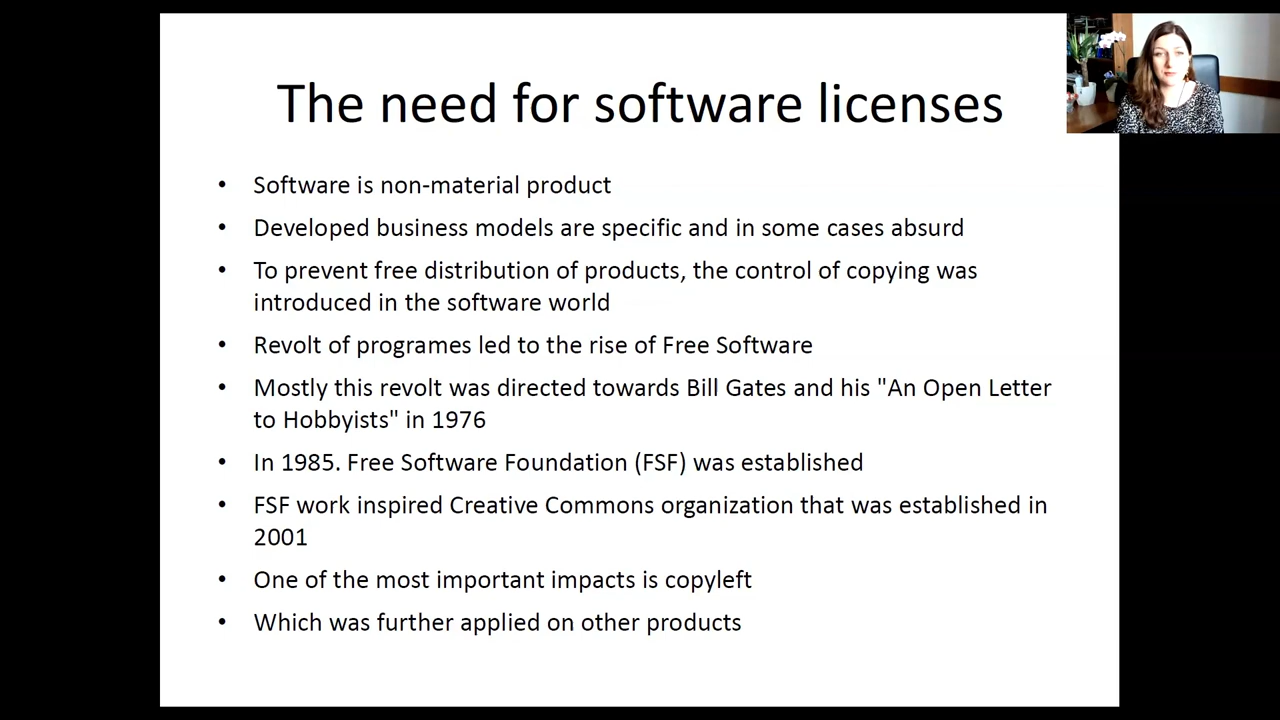 The need for software licenses
• Software is non-material product
• Developed business models are specific and in some cases absurd
• To prevent free distribution of products, the control of copying was
introduced in the software world
• Revolt of programes led to the rise of Free Software
• Mostly this revolt was directed towards Bill Gates and his "An Open Letter
to Hobbyists" in 1976
• In 1985. Free Software Foundation (FSF) was established
• FSF work inspired Creative Commons organization that was established in
2001
• One of the most important impacts is copyleft
• Which was further applied on other products